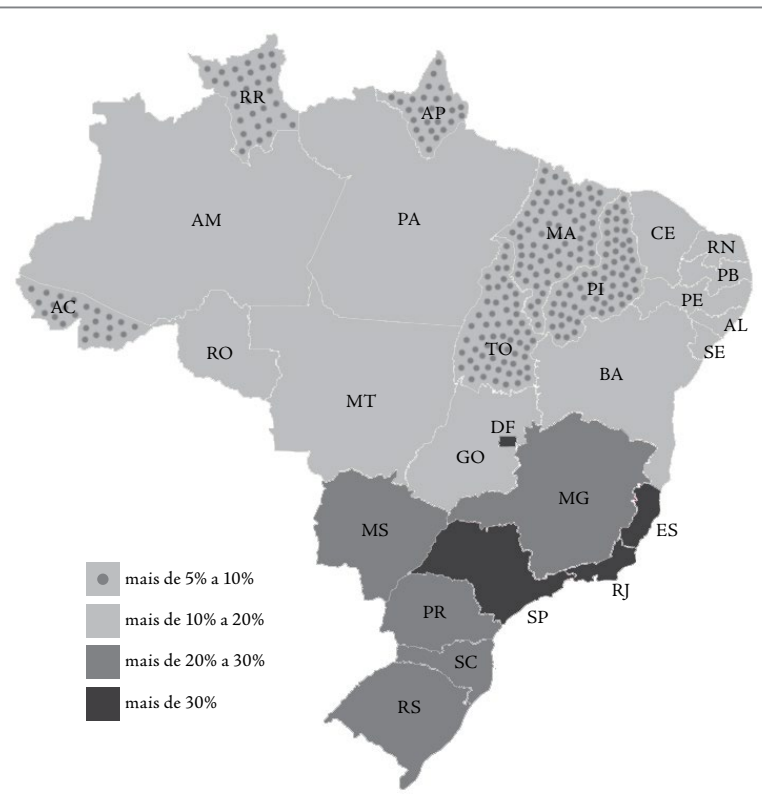 RR
AP
AM
PA
MA
CE
RN
PB
PI
PE
AC
AL
TO
SE
RO
BA
MT
DF
GO
MG
MS
ES
mais de 5% a 10%
RJ
PR
SP
mais de 10% a 20%
mais de 20% a 30%
SC
mais de 30%
RS